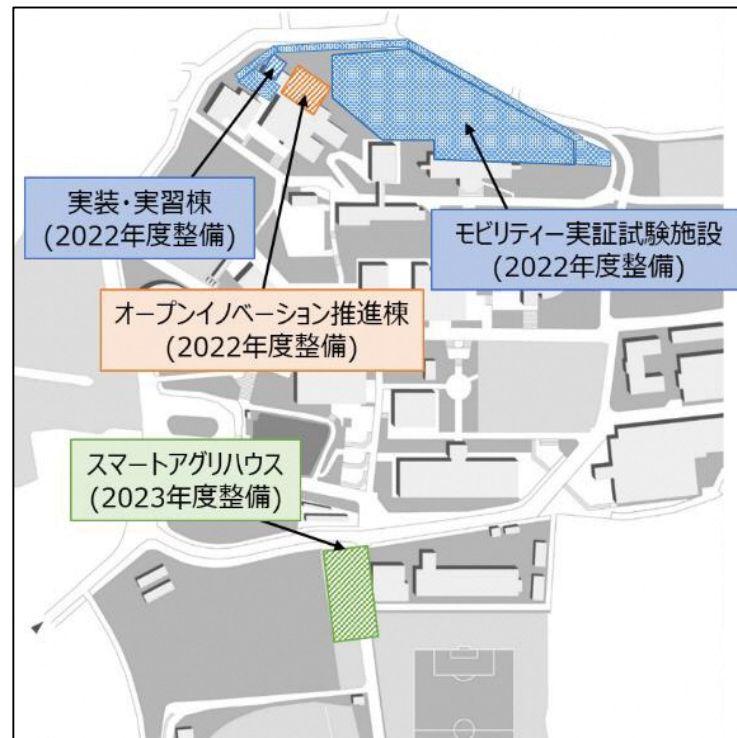 実装・実習棟
(2022年度整備)
モビリティー実証試験施設
(2022年度整備)
オープンイノベーション推進棟
(2022年度整備)
スマートアグリハウス
(2023年度整備)